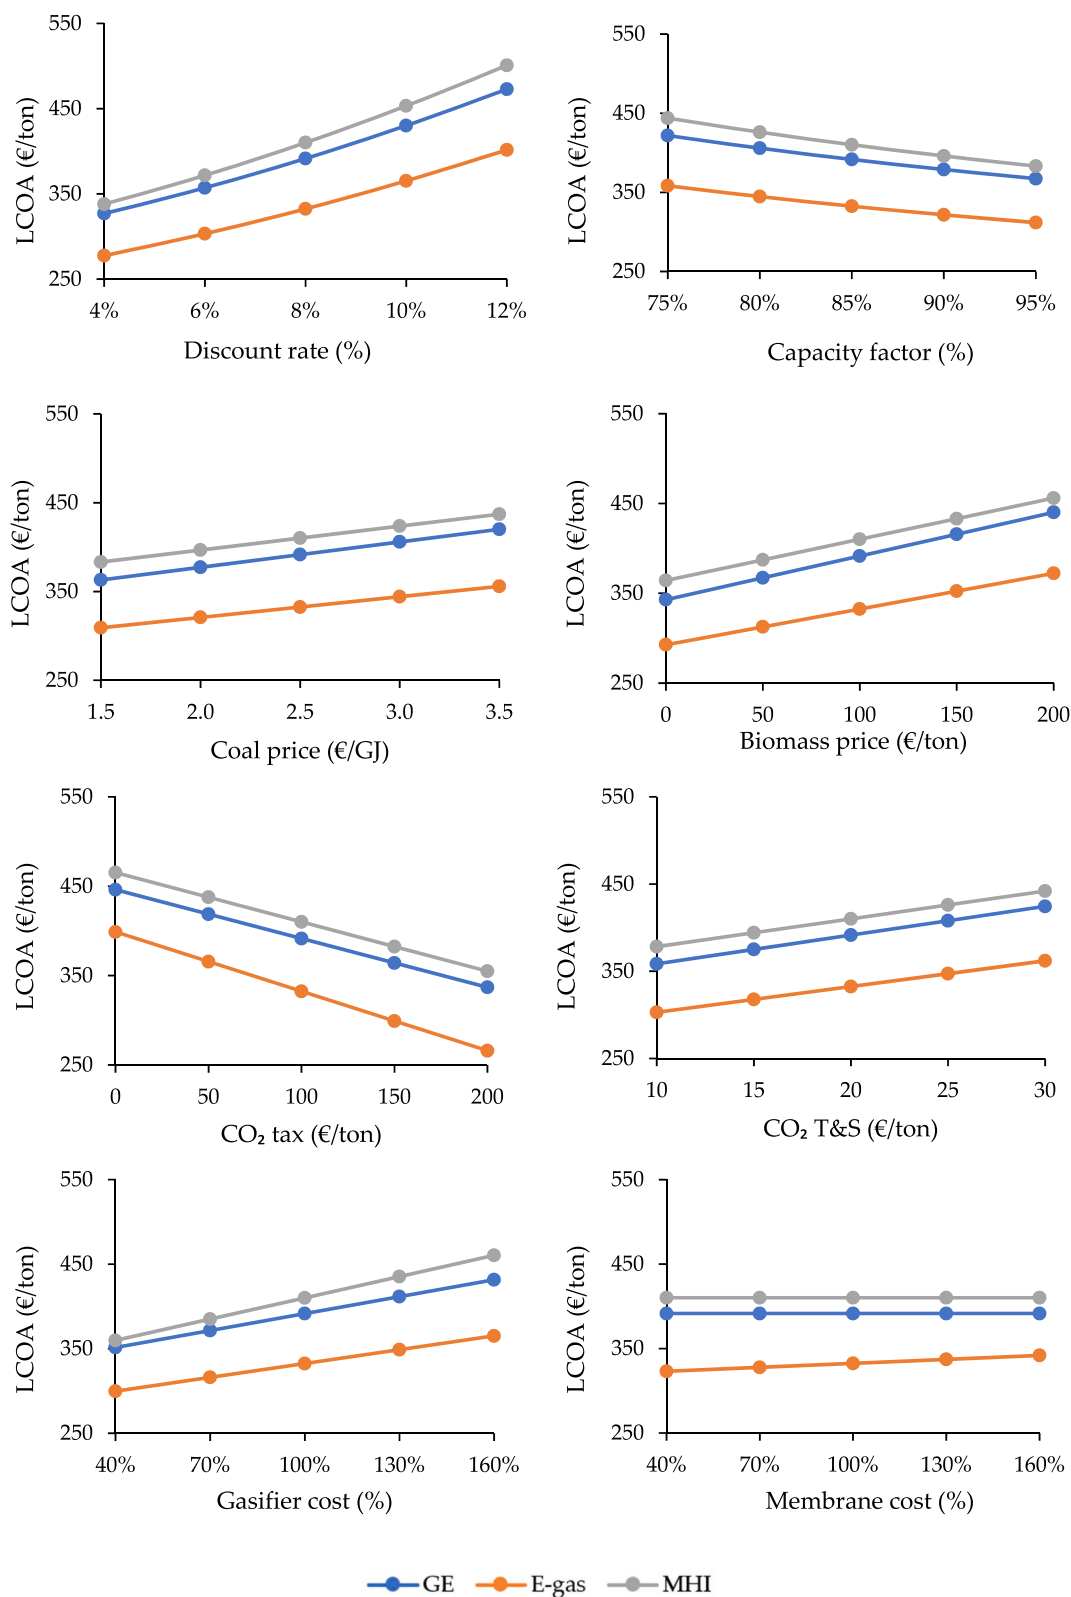 550
450
350
250
LCOA (€/ton)
4% 6% 8% 10% 12%
Discount rate (%)
550
450
350
250
LCOA (€/ton)
75% 80% 85% 90% 95%
Capacity factor (%)
550
450
350
250
LCOA (€/ton)
1.5 2.0 2.5 3.0 3.5
Coal price (€/GJ)
550
450
350
250
LCOA (€/ton)
0 50 100 150 200
Biomass price (€/ton)
550
450
350
250
LCOA (€/ton)
0 50 100 150 200
CO₂ tax (€/ton)
550
450
350
250
LCOA (€/ton)
10 15 20 25 30
CO₂ T&S (€/ton)
550
450
350
250
LCOA (€/ton)
40% 70% 100% 130% 160%
Gasifier cost (%)
550
450
350
250
LCOA (€/ton)
40% 70% 100% 130% 160%
Membrane cost (%)
GE E-gas MHI